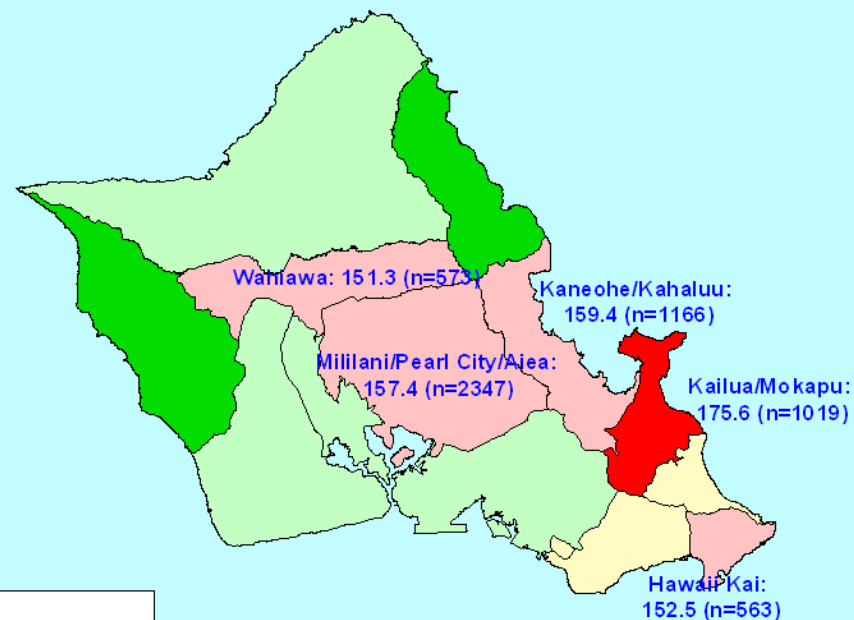 Wahiawa: 151.3 (n=573)
Kaneohe/Kahaluu:
159.4 (n=1166)
Mililani/Pearl City/Aiea:
157.4 (n=2347)
Kailua/Mokapu:
175.6 (n=1019)
Hawaii Kai:
152.5 (n=563)